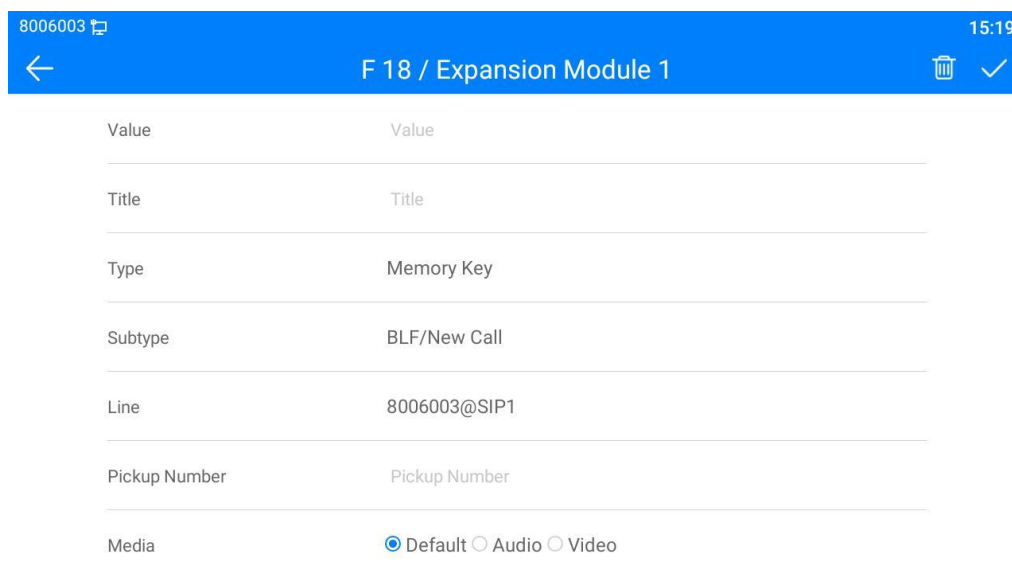 8006003 15:19
F 18 / Expansion Module 1
Value Value
Title Title
Type Memory Key
Subtype BLF/New Call
Line 8006003@SIP1
Pickup Number Pickup Number
Media Default Audio Video